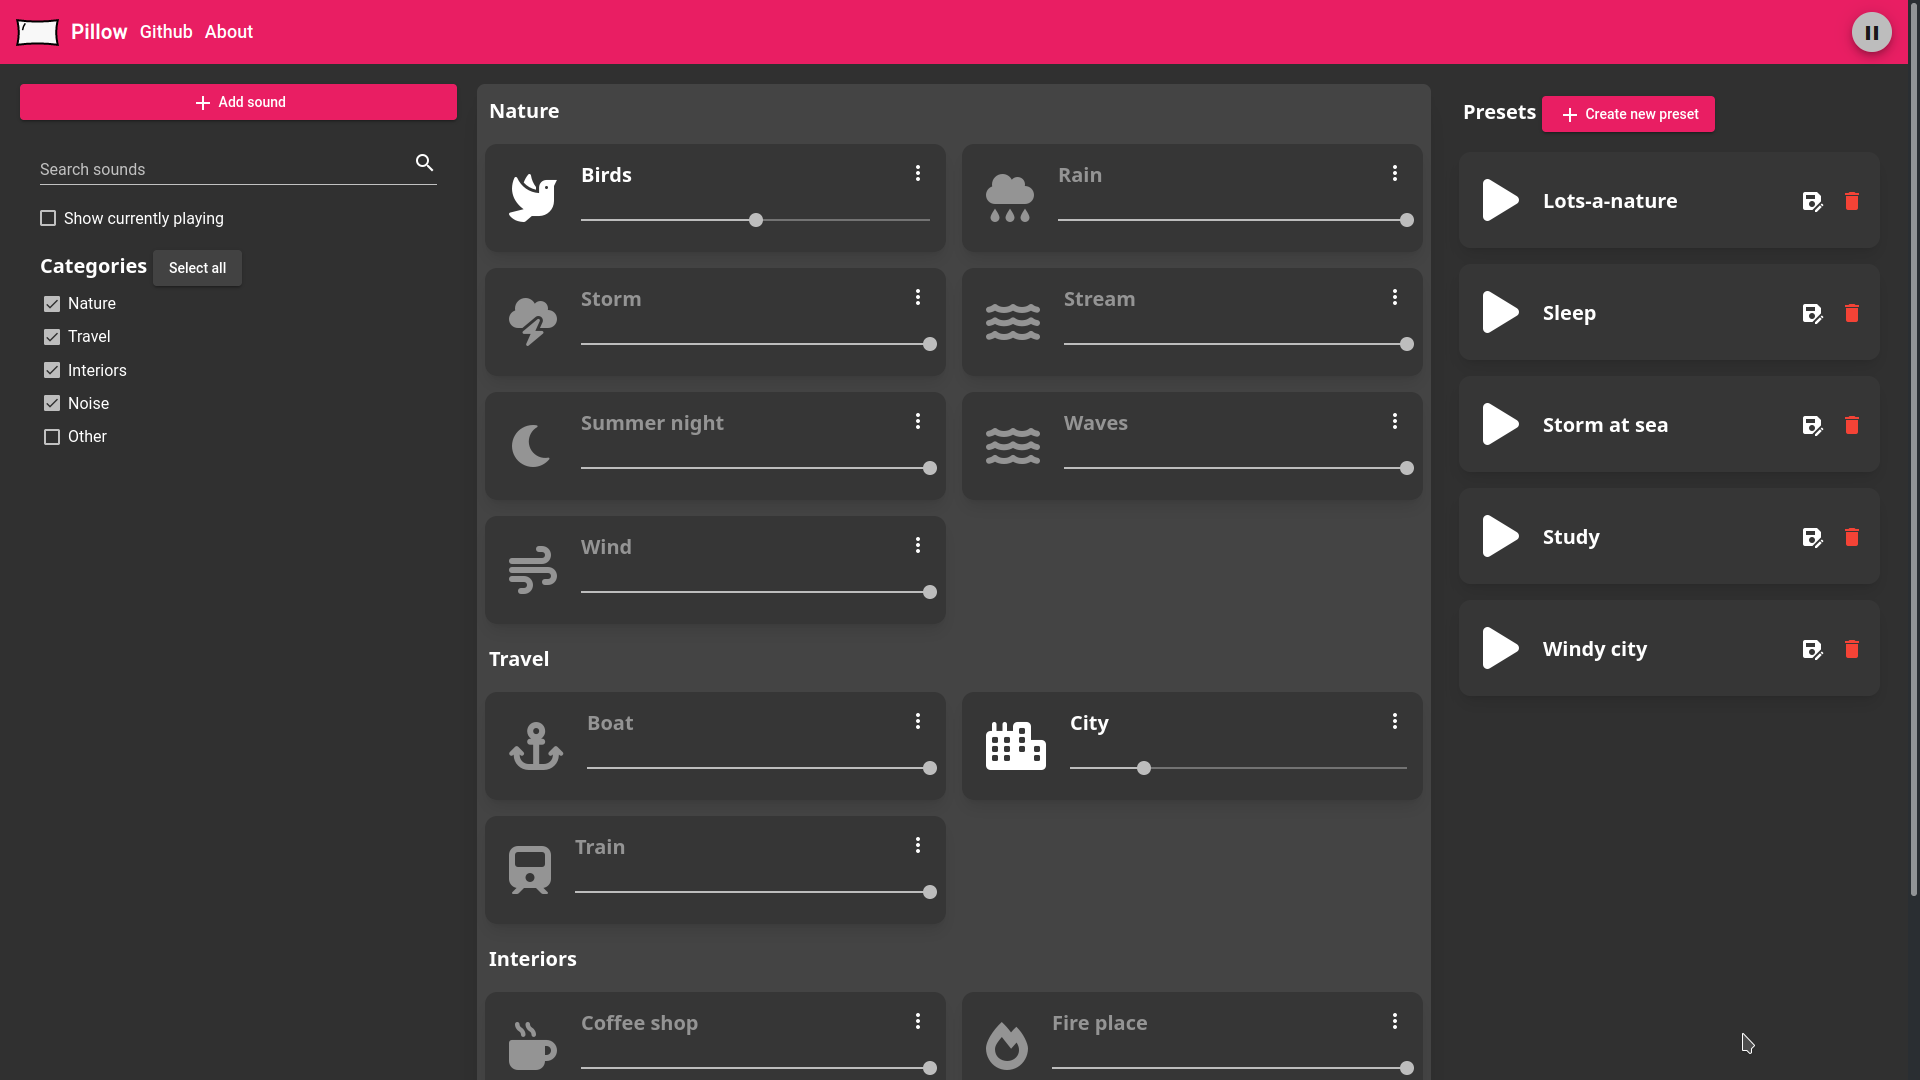 Pillow Github About
Add sound
Search sounds
Show currently playing
Categories Select all
Nature
Travel
Interiors
Noise
Other
Nature
Birds
Rain
Storm
Stream
Summer night
Waves
Wind
Travel
Boat
City
Train
Interiors
Coffee shop
Fire place
Presets Create new preset
Lots-a-nature
Sleep
Storm at sea
Study
Windy city